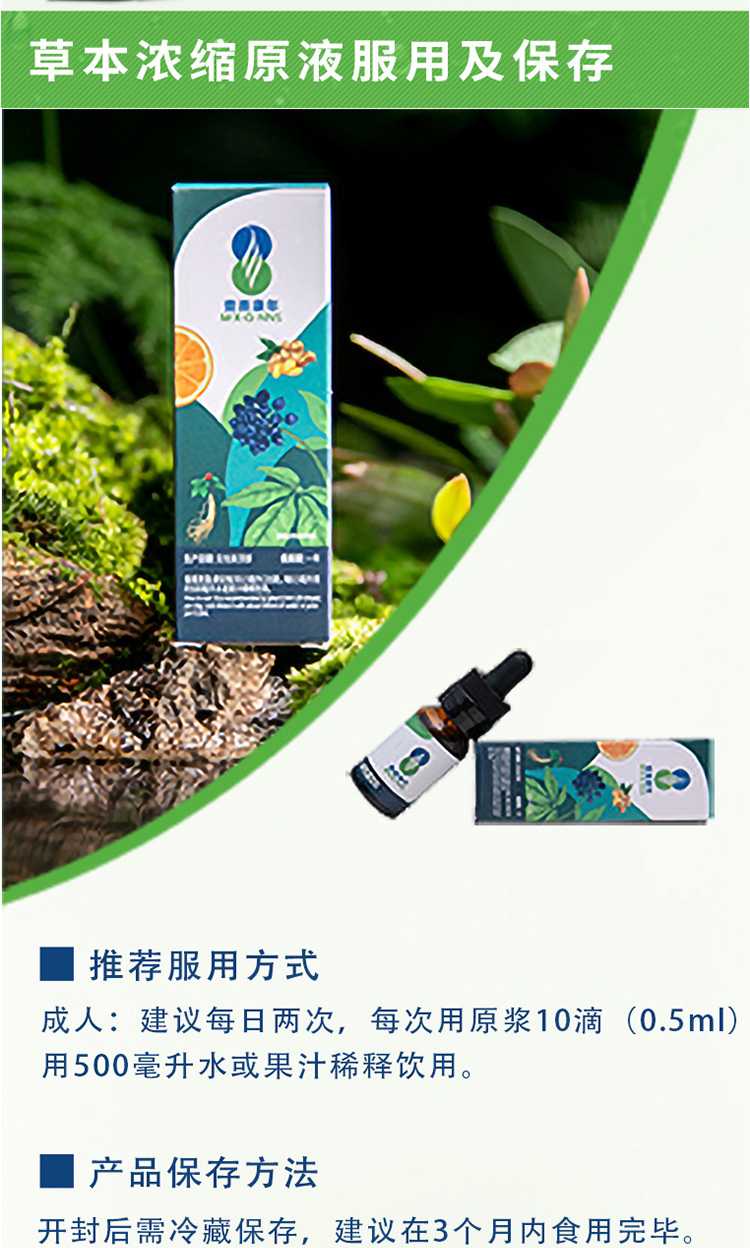 草本浓缩原液服用及保存
推荐服用方式
成人：建议每日两次，每次用原浆10滴（0.5ml）
用500毫升水或果汁稀释饮用。
产品保存方法
开封后需冷藏保存，建议在3个月内食用完毕。